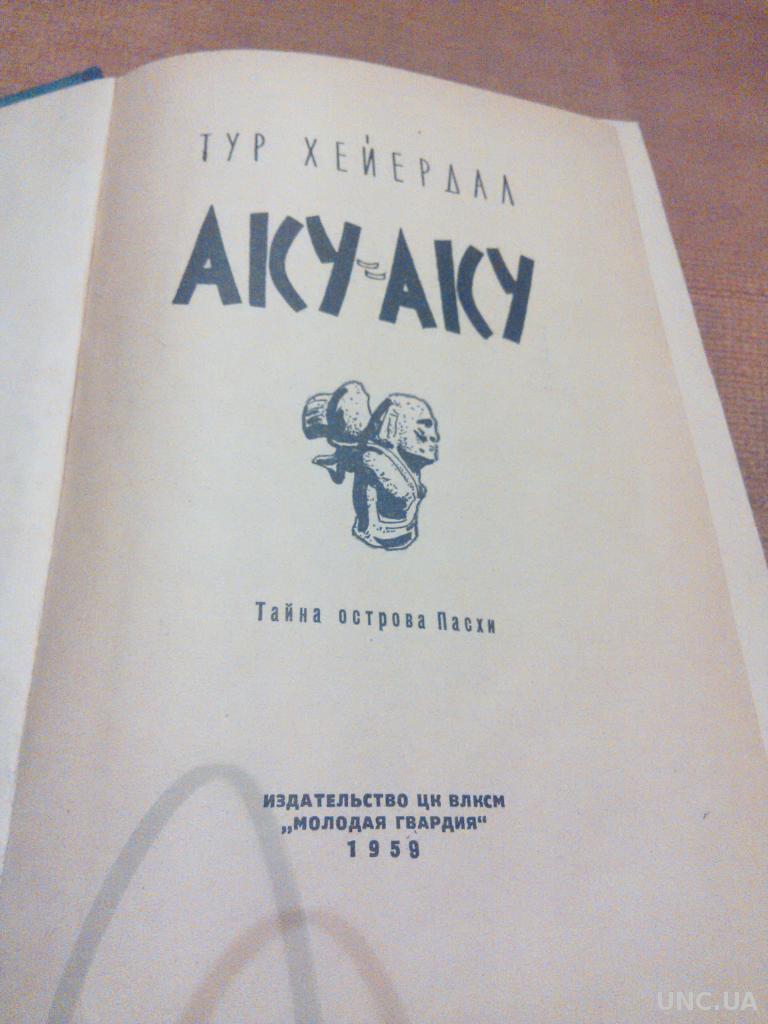 ТУР ХЕЙЕРДАЛ
АКУ-АКУ
Тайна острова Пасхи
ИЗДАТЕЛЬСТВО ЦК ВЛКСМ
„МОЛОДАЯ ГВАРДИЯ“
1959
UNC.UA